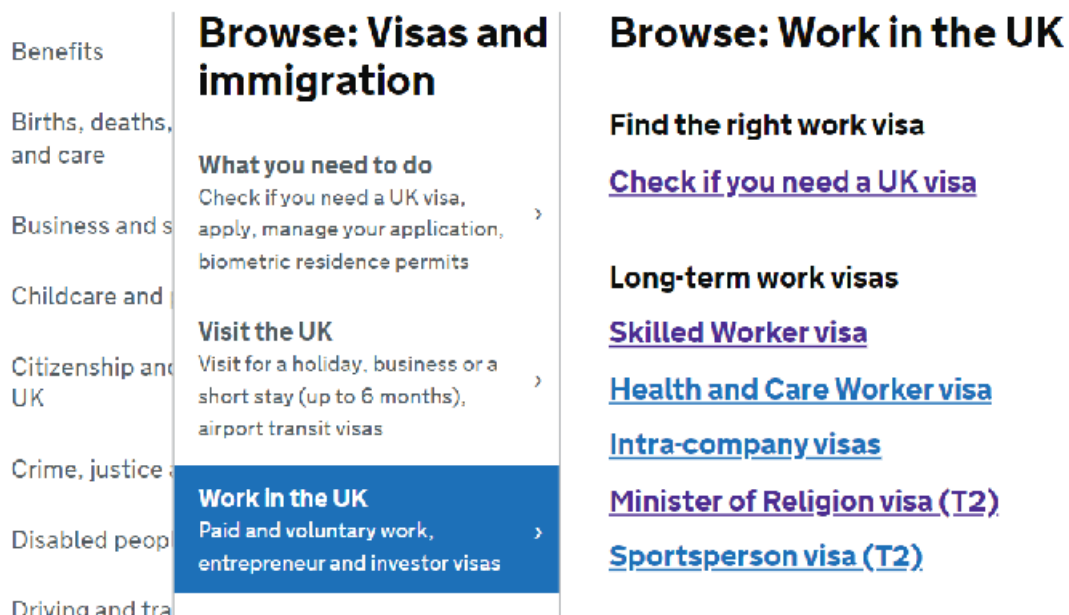 Benefits
Births, deaths,
and care
Business and s
Childcare and
Citizenship and
UK
Crime, justice
Disabled peopl
Driving and tra
Browse: Visas and
immigration
What you need to do
Check if you need a UK visa,
apply, manage your application,
biometric residence permits
Visit the UK
Visit for a holiday, business or a
short stay (up to 6 months),
airport transit visas
Work in the UK
Paid and voluntary work,
entrepreneur and investor visas
Browse: Work in the UK
Find the right work visa
Check if you need a UK visa
Long-term work visas
Skilled Worker visa
Health and Care Worker visa
Intra-company visas
Minister of Religion visa (T2)
Sportsperson visa (T2)